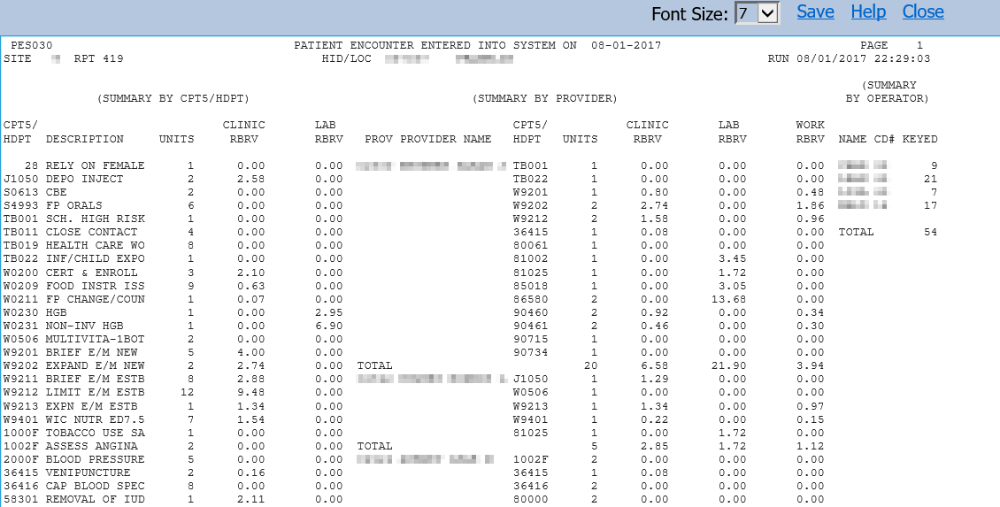 Font Size: 7 Save Help Close
PES030 PATIENT ENCOUNTER ENTERED INTO SYSTEM ON 08-01-2017 PAGE 1
SITE RPT 419 HID/LOC RUN 08/01/2017 22:29:03
(SUMMARY
(SUMMARY BY CPT5/HDPT) (SUMMARY BY PROVIDER) BY OPERATOR)
CPT5/ CLINIC LAB CPT5/ CLINIC LAB WORK
HDPT DESCRIPTION UNITS RBRV RBRV PROV PROVIDER NAME HDPT UNITS RBRV RBRV RBRV NAME CD# KEYED
28 RELY ON FEMALE 1 0.00 0.00 TB001 1 0.00 0.00 0.00 9
J1050 DEPO INJECT 2 2.58 0.00 TB022 1 0.00 0.00 0.00 21
S0613 CBE 2 0.00 0.00 W9201 1 0.80 0.00 0.48 7
S4993 FP ORALS 6 0.00 0.00 W9202 2 2.74 0.00 1.86 17
TB001 SCH. HIGH RISK 1 0.00 0.00 W9212 2 1.58 0.00 0.96
TB011 CLOSE CONTACT 4 0.00 0.00 36415 1 0.08 0.00 0.00 TOTAL 54
TB019 HEALTH CARE WO 8 0.00 0.00 80061 1 0.00 0.00 0.00
TB022 INF/CHILD EXPO 1 0.00 0.00 81002 1 0.00 3.45 0.00
W0200 CERT & ENROLL 3 2.10 0.00 81025 1 0.00 1.72 0.00
W0209 FOOD INSTR ISS 9 0.63 0.00 85018 1 0.00 3.05 0.00
W0211 FP CHANGE/COUN 1 0.07 0.00 86580 2 0.00 13.68 0.00
W0230 HGB 1 0.00 2.95 90460 2 0.92 0.00 0.34
W0231 NON-INV HGB 1 0.00 6.90 90461 2 0.46 0.00 0.30
W0506 MULTIVITA-1BOT 2 0.00 0.00 90715 1 0.00 0.00 0.00
W9201 BRIEF E/M NEW 5 4.00 0.00 90734 1 0.00 0.00 0.00
W9202 EXPAND E/M NEW 2 2.74 0.00 TOTAL 20 6.58 21.90 3.94
W9211 BRIEF E/M ESTB 8 2.88 0.00 J1050 1 1.29 0.00 0.00
W9212 LIMIT E/M ESTB 12 9.48 0.00 W0506 1 0.00 0.00 0.00
W9213 EXPN E/M ESTB 1 1.34 0.00 W9213 1 1.34 0.00 0.97
W9401 WIC NUTR ED7.5 7 1.54 0.00 W9401 1 0.22 0.00 0.15
1000F TOBACCO USE SA 1 0.00 0.00 81025 1 0.00 1.72 0.00
1002F ASSESS ANGINA 2 0.00 0.00 TOTAL 5 2.85 1.72 1.12
2000F BLOOD PRESSURE 5 0.00 0.00 1002F 2 0.00 0.00 0.00
36415 VENIPUNCTURE 2 0.16 0.00 36415 1 0.08 0.00 0.00
36416 CAP BLOOD SPEC 8 0.00 0.00 36416 2 0.00 0.00 0.00
58301 REMOVAL OF IUD 1 2.11 0.00 80000 2 0.00 0.00 0.00